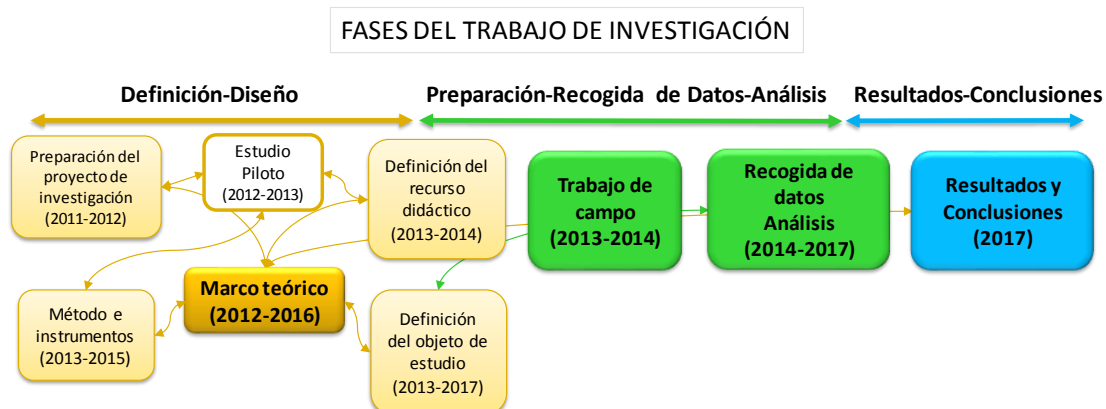 FASES DEL TRABAJO DE INVESTIGACIÓN
Definición-Diseño
Preparación-Recogida de Datos-Análisis
Resultados-Conclusiones
Preparación del
proyecto de
investigación
(2011-2012)
Estudio
Piloto
(2012-2013)
Definición del
recurso
didáctico
(2013-2014)
Trabajo de
campo
(2013-2014)
Recogida de
datos
Análisis
(2014-2017)
Resultados y
Conclusiones
(2017)
Método e
instrumentos
(2013-2015)
Marco teórico
(2012-2016)
Definición
del objeto de
estudio
(2013-2017)